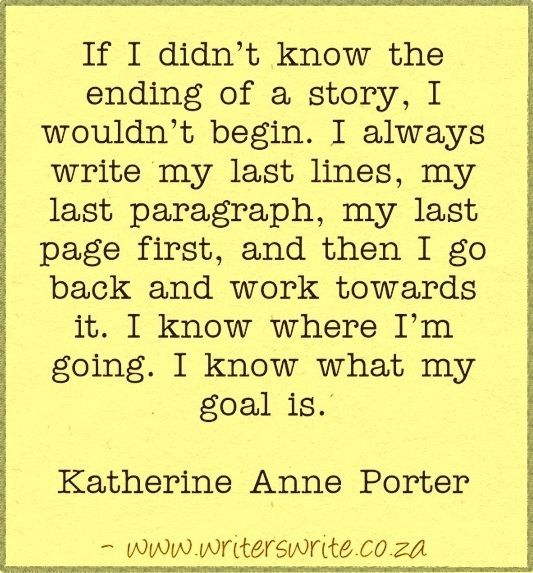 If I didn't know the
ending of a story, I
wouldn't begin. I always
write my last lines, my
last paragraph, my last
page first, and then I go
back and work towards
it. I know where I'm
going. I know what my
goal is.
Katherine Anne Porter
- www.writerswrite.co.za